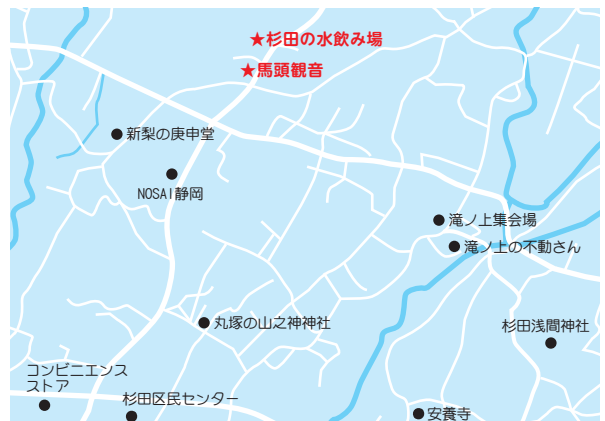 ★杉田の水飲み場
★馬頭観音
新梨の庚申堂
NOSAI静岡
滝ノ上集会場
滝ノ上の不動さん
丸塚の山之神神社
杉田浅間神社
コンビニエンス
ストア
杉田区民センター
安養寺